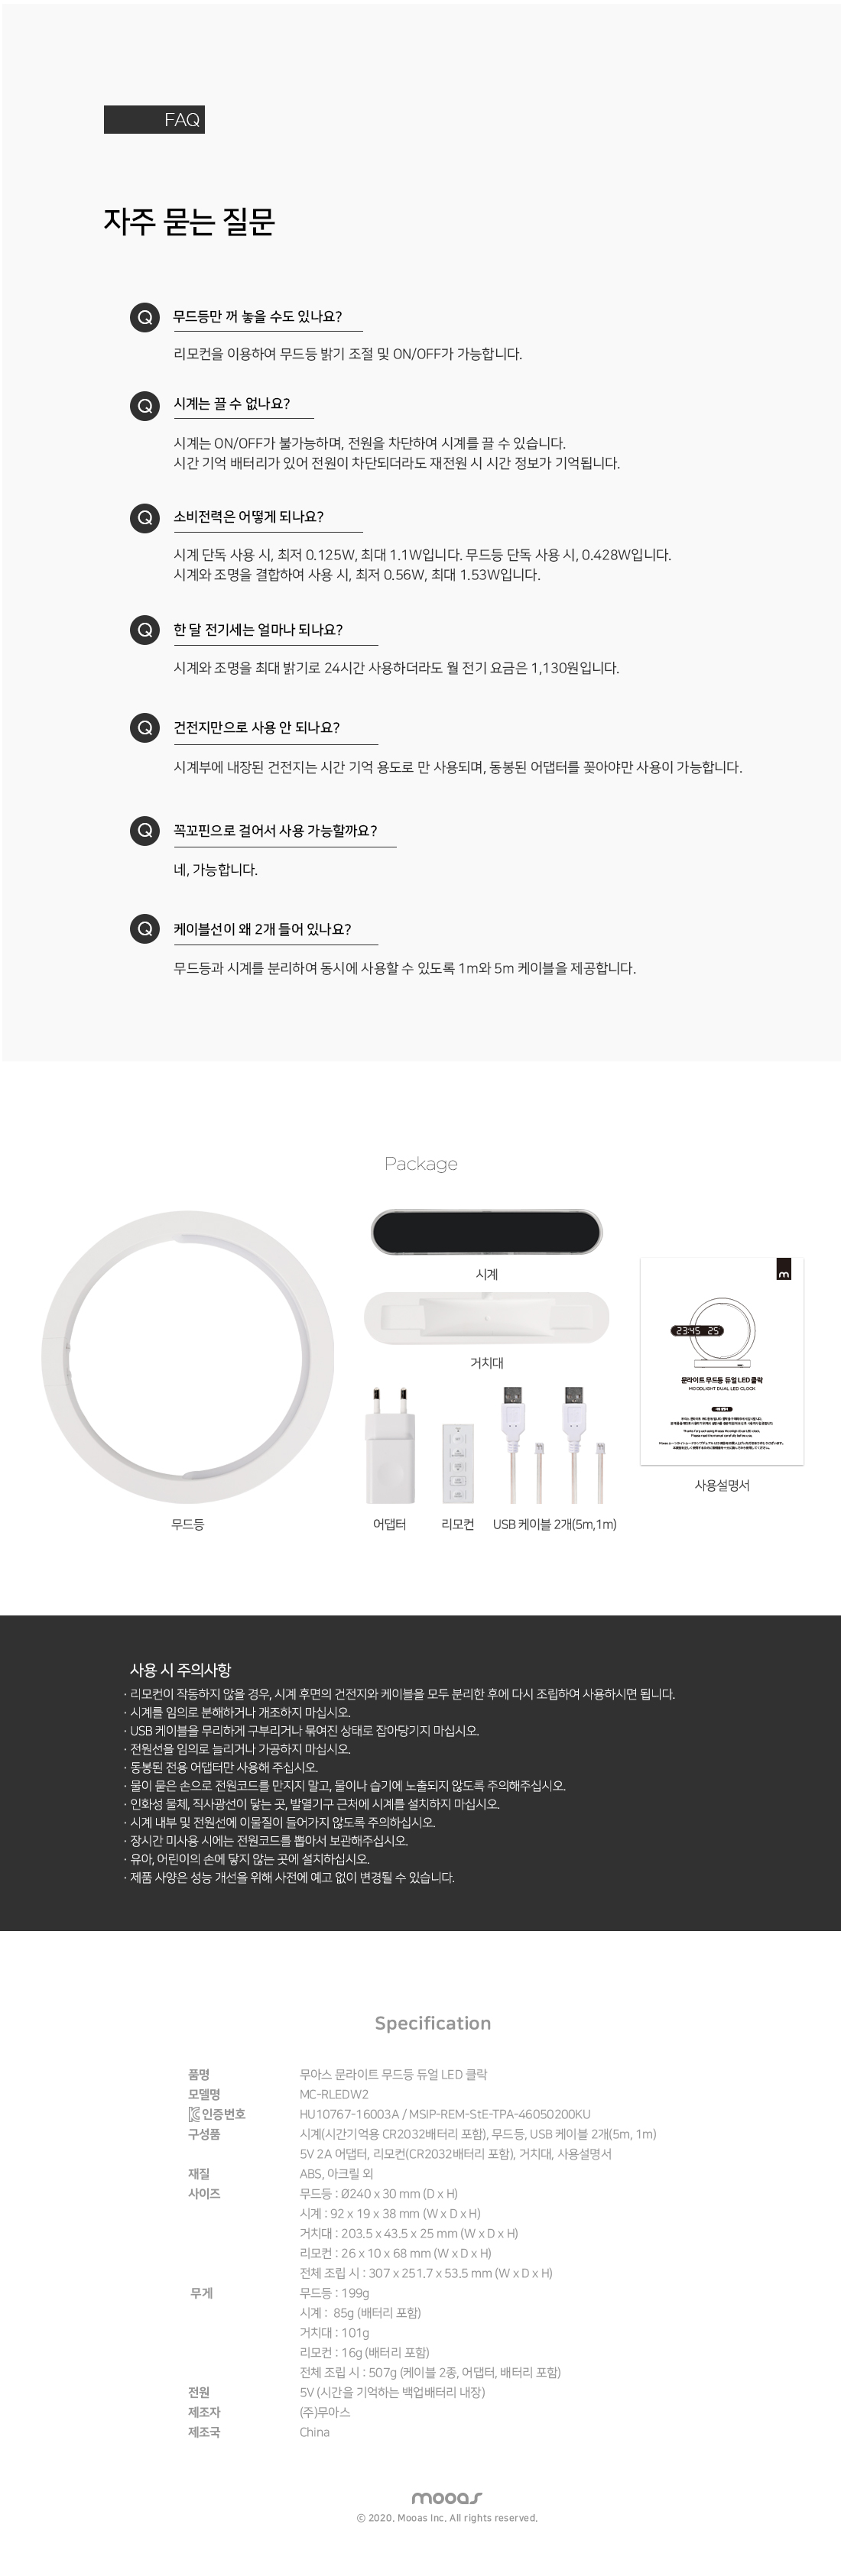 FAQ
자주 묻는 질문
Q 무드등만 꺼 놓을 수도 있나요?
리모컨을 이용하여 무드등 밝기 조절 및 ON/OFF가 가능합니다.
Q 시계는 끌 수 없나요?
시계는 ON/OFF가 불가능하며, 전원을 차단하여 시계를 끌 수 있습니다.
시간 기억 배터리가 있어 전원이 차단되더라도 재전원 시 시간 정보가 기억됩니다.
Q 소비전력은 어떻게 되나요?
시계 단독 사용 시, 최저 0.125W, 최대 1.1W입니다. 무드등 단독 사용 시, 0.428W입니다.
시계와 조명을 결합하여 사용 시, 최저 0.56W, 최대 1.53W입니다.
Q 한 달 전기세는 얼마나 되나요?
시계와 조명을 최대 밝기로 24시간 사용하더라도 월 전기 요금은 1,130원입니다.
Q 건전지만으로 사용 안 되나요?
시계부에 내장된 건전지는 시간 기억 용도로 만 사용되며, 동봉된 어댑터를 꽂아야만 사용이 가능합니다.
Q 꼭꼬핀으로 걸어서 사용 가능할까요?
네, 가능합니다.
Q 케이블선이 왜 2개 들어 있나요?
무드등과 시계를 분리하여 동시에 사용할 수 있도록 1m와 5m 케이블을 제공합니다.
Package
시계
거치대
m
23:45 25
문라이트 무드등 듀얼 LED 클락
MOODLIGHT DUAL LED CLOCK
사용설명서
무드등
어댑터
리모컨
USB 케이블 2개(5m,1m)
사용 시 주의사항
· 리모컨이 작동하지 않을 경우, 시계 후면의 건전지와 케이블을 모두 분리한 후에 다시 조립하여 사용하시면 됩니다.
· 시계를 임의로 분해하거나 개조하지 마십시오.
· USB 케이블을 무리하게 구부리거나 묶여진 상태로 잡아당기지 마십시오.
· 전원선을 임의로 늘리거나 가공하지 마십시오.
· 동봉된 전용 어댑터만 사용해 주십시오.
· 물이 묻은 손으로 전원코드를 만지지 말고, 물이나 습기에 노출되지 않도록 주의해주십시오.
· 인화성 물체, 직사광선이 닿는 곳, 발열기구 근처에 시계를 설치하지 마십시오.
· 시계 내부 및 전원선에 이물질이 들어가지 않도록 주의하십시오.
· 장시간 미사용 시에는 전원코드를 뽑아서 보관해주십시오.
· 유아, 어린이의 손에 닿지 않는 곳에 설치하십시오.
· 제품 사양은 성능 개선을 위해 사전에 예고 없이 변경될 수 있습니다.
Specification
품명 무아스 문라이트 무드등 듀얼 LED 클락
모델명 MC-RLEDW2
인증번호 HU10767-16003A / MSIP-REM-StE-TPA-46050200KU
구성품 시계(시간기억용 CR2032배터리 포함), 무드등, USB 케이블 2개(5m, 1m)
5V 2A 어댑터, 리모컨(CR2032배터리 포함), 거치대, 사용설명서
재질 ABS, 아크릴 외
사이즈 무드등 : Ø240 x 30 mm (D x H)
시계 : 92 x 19 x 38 mm (W x D x H)
거치대 : 203.5 x 43.5 x 25 mm (W x D x H)
리모컨 : 26 x 10 x 68 mm (W x D x H)
전체 조립 시 : 307 x 251.7 x 53.5 mm (W x D x H)
무게 무드등 : 199g
시계 : 85g (배터리 포함)
거치대 : 101g
리모컨 : 16g (배터리 포함)
전체 조립 시 : 507g (케이블 2종, 어댑터, 배터리 포함)
전원 5V (시간을 기억하는 백업배터리 내장)
제조자 (주)무아스
제조국 China
mooas
© 2020. Mooas Inc. All rights reserved.